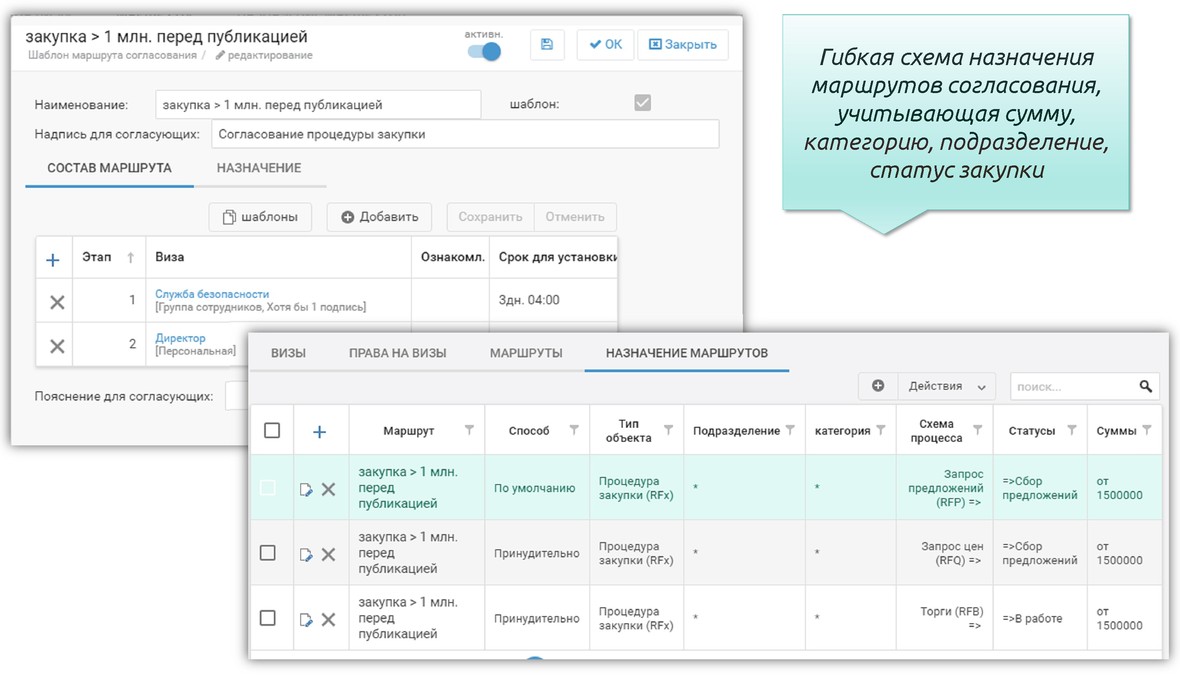 закупка > 1 млн. перед публикацией
Шаблон маршрута согласования / редактирование
активн.
ОК
Закрыть
Наименование:
закупка > 1 млн. перед публикацией
шаблон:
Надпись для согласующих:
Согласование процедуры закупки
СОСТАВ МАРШРУТА
НАЗНАЧЕНИЕ
шаблоны
Добавить
Сохранить
Отменить
Этап
Виза
Ознакомл.
Срок для установки
1
Служба безопасности
[Группа сотрудников, Хотя бы 1 подпись]
3дн. 04:00
2
Директор
[Персональная]
Пояснение для согласующих:
Гибкая схема назначения
маршрутов согласования,
учитывающая сумму,
категорию, подразделение,
статус закупки
ВИЗЫ
ПРАВА НА ВИЗЫ
МАРШРУТЫ
НАЗНАЧЕНИЕ МАРШРУТОВ
Действия
поиск...
Маршрут
Способ
Тип
объекта
Подразделение
категория
Схема
процесса
Статусы
Суммы
закупка > 1 млн.
перед
публикацией
По умолчанию
Процедура
закупки (RFx)
*
*
Запрос
предложений
(RFP) =>
=>Сбор
предложений
от
1500000
закупка > 1 млн.
перед
публикацией
Принудительно
Процедура
закупки (RFx)
*
*
Запрос цен
(RFQ) =>
=>Сбор
предложений
от
1500000
закупка > 1 млн.
перед
публикацией
Принудительно
Процедура
закупки (RFx)
*
*
Торги (RFB)
=>
=>В работе
от
1500000